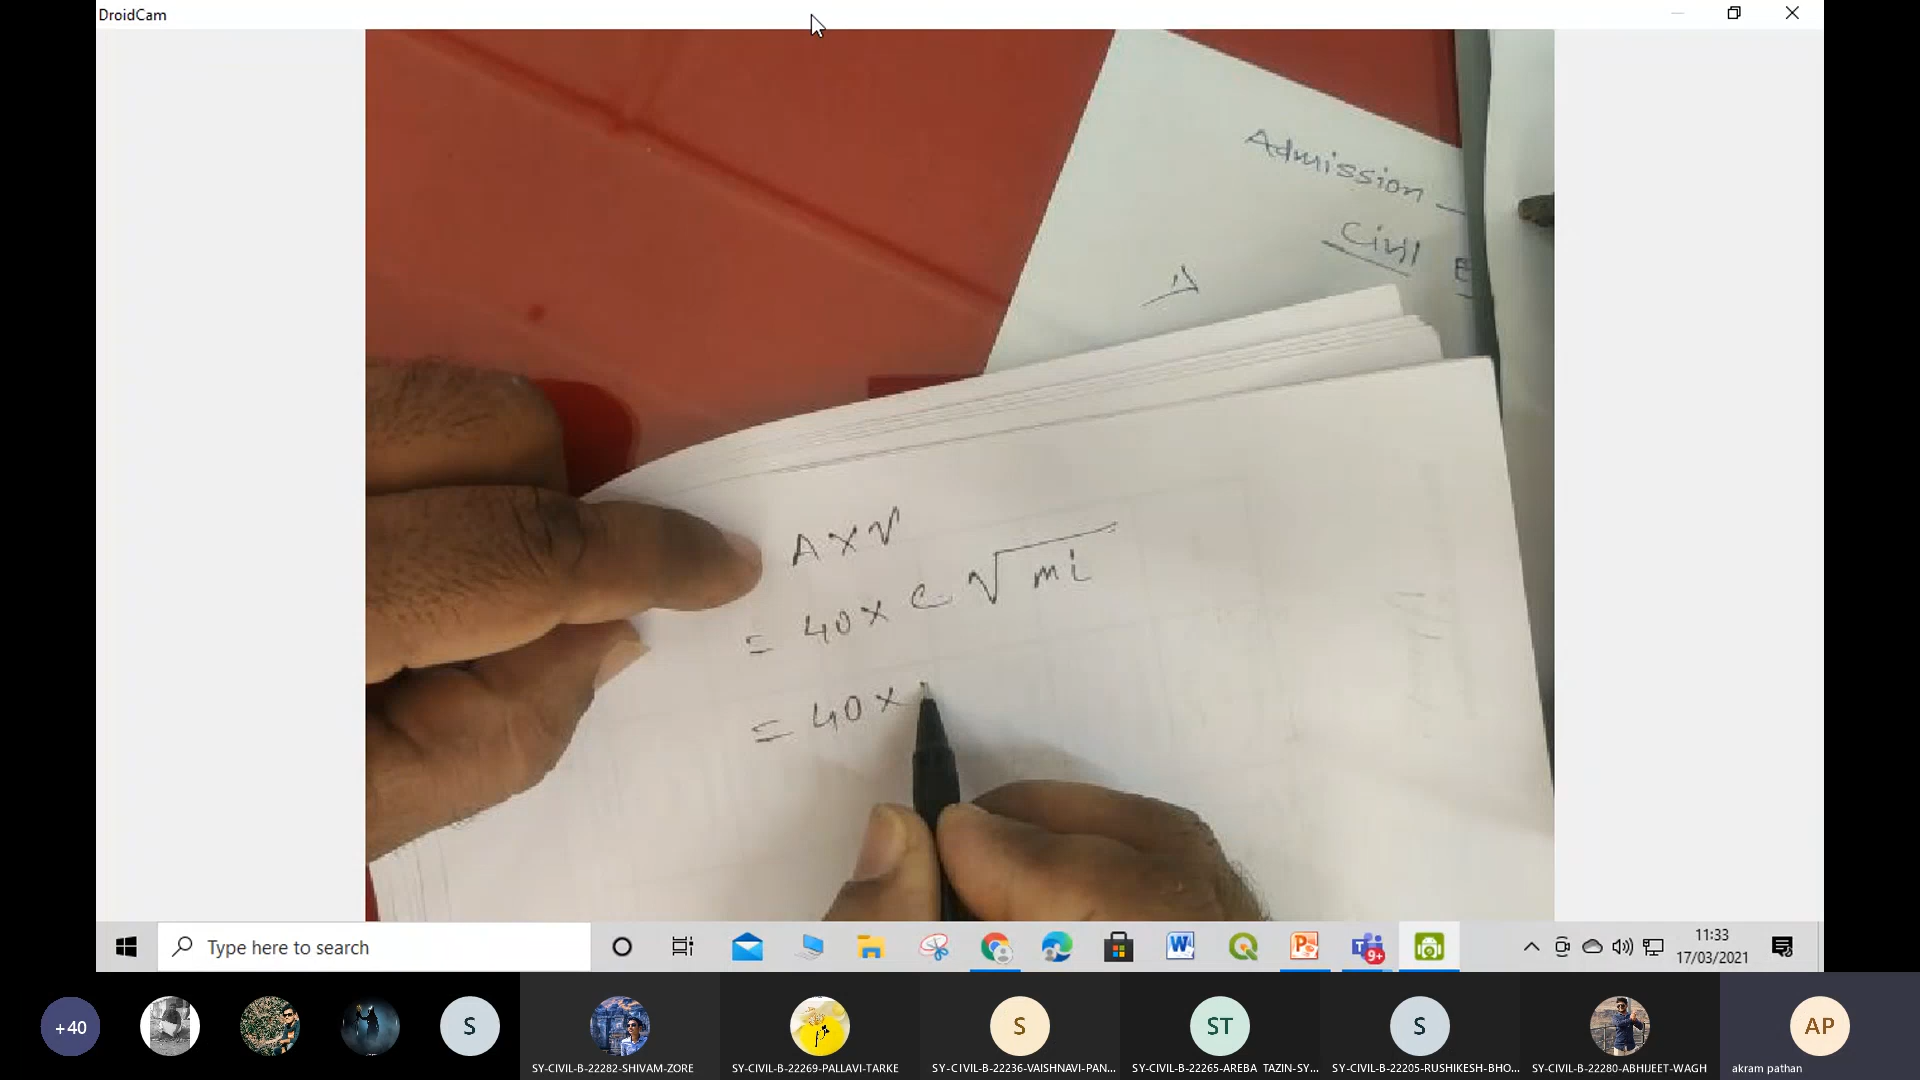 DroidCam
Admission
Civil
E
A × V
= 40 × C √mi
= 40 ×
Type here to search
9+
11:33
17/03/2021
+40
S
S
ST
S
AP
SY-CIVIL-B-22282-SHIVAM-ZORE
SY-CIVIL-B-22269-PALLAVI-TARKE
SY-CIVIL-B-22236-VAISHNAVI-PAN...
SY-CIVIL-B-22265-AREBA TAZIN-SY...
SY-CIVIL-B-22205-RUSHIKESH-BHO...
SY-CIVIL-B-22280-ABHIJEET-WAGH
akram pathan